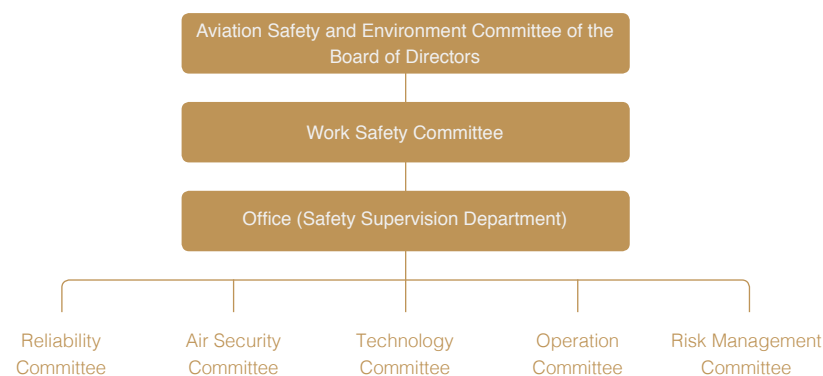 Aviation Safety and Environment Committee of the
Board of Directors
Work Safety Committee
Office (Safety Supervision Department)
Reliability
Committee
Air Security
Committee
Technology
Committee
Operation
Committee
Risk Management
Committee